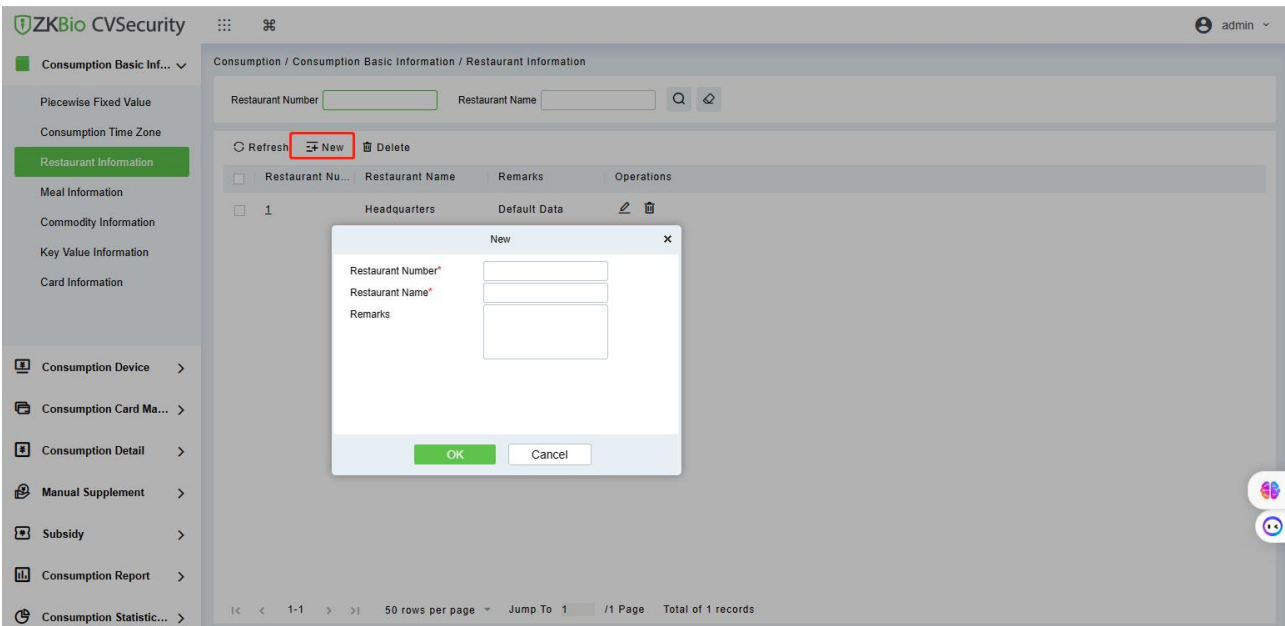 ZKBio CVSecurity
admin
Consumption Basic Inf...
Consumption / Consumption Basic Information / Restaurant Information
Piecewise Fixed Value
Consumption Time Zone
Restaurant Information
Meal Information
Commodity Information
Key Value Information
Card Information
Consumption Device
Consumption Card Ma...
Consumption Detail
Manual Supplement
Subsidy
Consumption Report
Consumption Statistic...
Restaurant Number Restaurant Name
Refresh New Delete
Restaurant Nu... Restaurant Name Remarks Operations
1 Headquarters Default Data
New
Restaurant Number*
Restaurant Name*
Remarks
OK Cancel
1-1 50 rows per page Jump To 1 /1 Page Total of 1 records